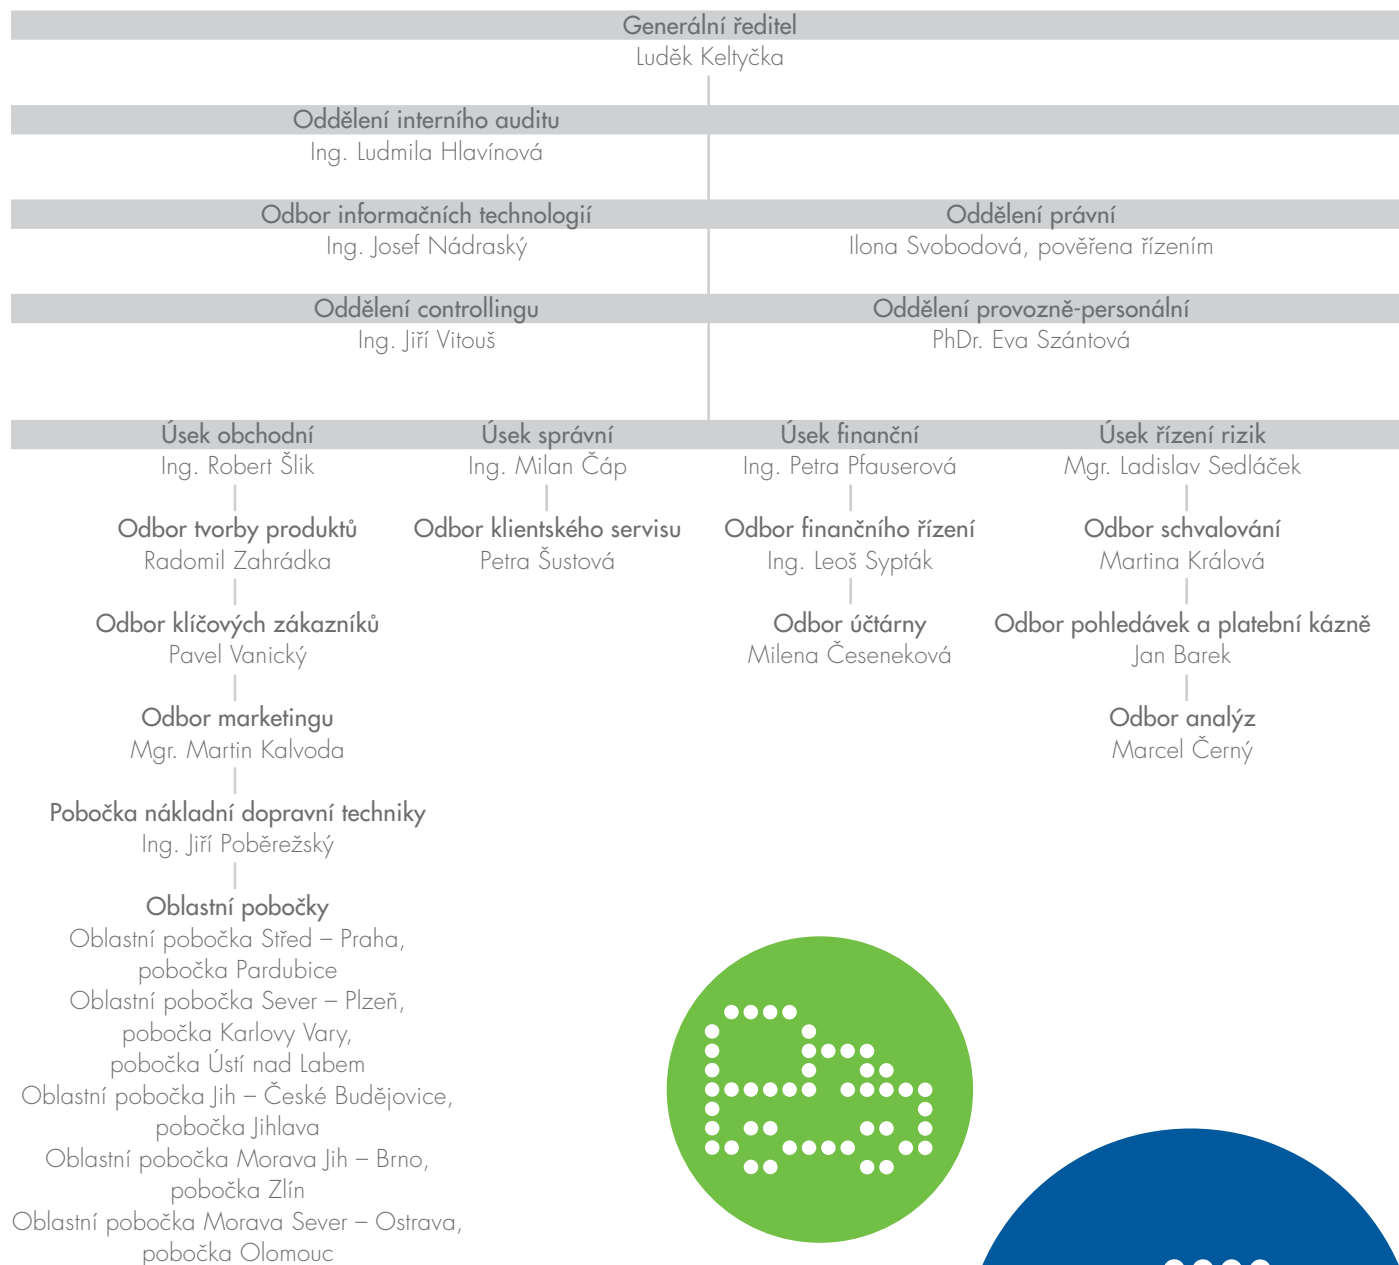 Generální ředitel
Luděk Keltyčka
Oddělení interního auditu
Ing. Ludmila Hlavínová
Odbor informačních technologií
Ing. Josef Nádraský
Oddělení právní
Ilona Svobodová, pověřena řízením
Oddělení controllingu
Ing. Jiří Vitouš
Oddělení provozně-personální
PhDr. Eva Szántová
Úsek obchodní
Ing. Robert Šlik
Odbor tvorby produktů
Radomil Zahrádka
Odbor klíčových zákazníků
Pavel Vanický
Odbor marketingu
Mgr. Martin Kalvoda
Pobočka nákladní dopravní techniky
Ing. Jiří Poběrežský
Oblastní pobočky
Oblastní pobočka Střed – Praha,
pobočka Pardubice
Oblastní pobočka Sever – Plzeň,
pobočka Karlovy Vary,
pobočka Ústí nad Labem
Oblastní pobočka Jih – České Budějovice,
pobočka Jihlava
Oblastní pobočka Morava Jih – Brno,
pobočka Zlín
Oblastní pobočka Morava Sever – Ostrava,
pobočka Olomouc
Úsek správní
Ing. Milan Čáp
Odbor klientského servisu
Petra Šustová
Úsek finanční
Ing. Petra Pfauserová
Odbor finančního řízení
Ing. Leoš Sypták
Odbor účtárny
Milena Česeneková
Úsek řízení rizik
Mgr. Ladislav Sedláček
Odbor schvalování
Martina Králová
Odbor pohledávek a platební kázně
Jan Barek
Odbor analýz
Marcel Černý